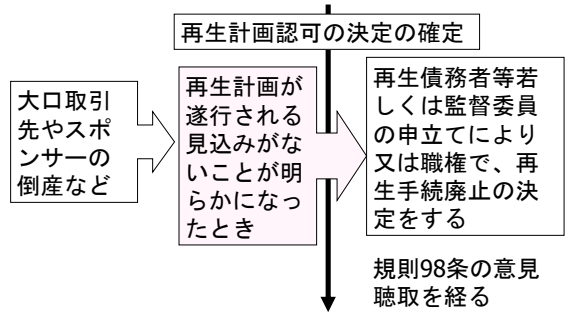 再生計画認可の決定の確定
大口取引
先やスポ
ンサーの
倒産など
再生計画が
遂行される
見込みがな
いことが明
らかになっ
たとき
再生債務者等若
しくは監督委員
の申立てにより
又は職権で、再
生手続廃止の決
定をする
規則98条の意見
聴取を経る